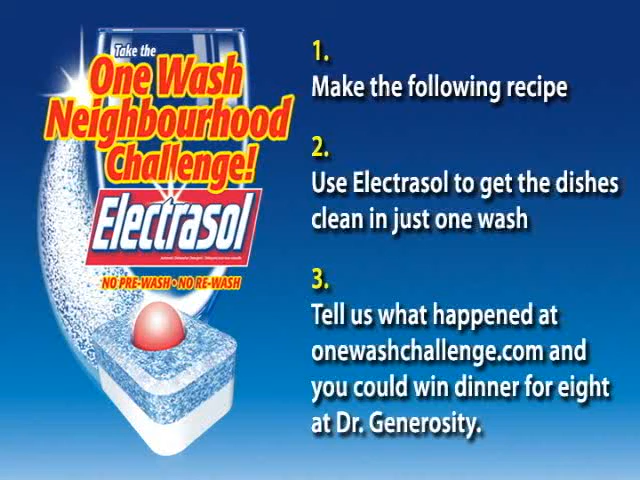 Take the
One Wash
Neighbourhood
Challenge!
Electrasol
NO PRE-WASH • NO RE-WASH
1.
Make the following recipe
2.
Use Electrasol to get the dishes
clean in just one wash
3.
Tell us what happened at
onewashchallenge.com and
you could win dinner for eight
at Dr. Generosity.